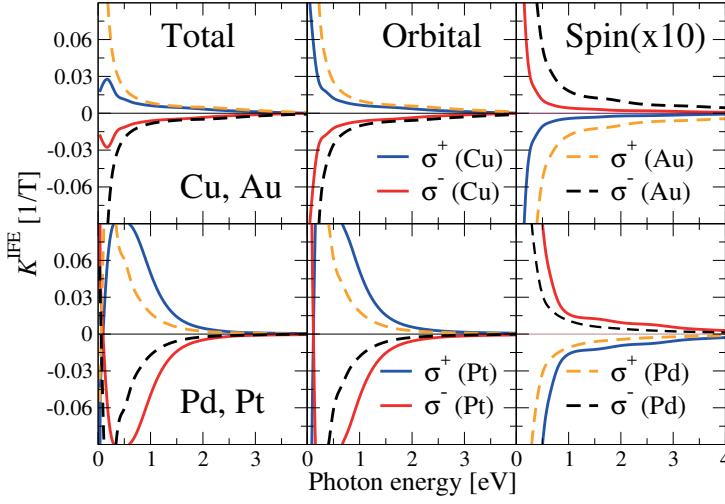 Total Orbital Spin(x10)
0.09
0.06
0.03
0
-0.03
-0.06
Cu, Au
σ⁺ (Cu)
σ⁻ (Cu)
σ⁺ (Au)
σ⁻ (Au)
K^IFE [1/T]
0.06
0.03
0
-0.03
-0.06
Pd, Pt
σ⁺ (Pt)
σ⁻ (Pt)
σ⁺ (Pd)
σ⁻ (Pd)
0 1 2 3 0 1 2 3 0 1 2 3 4
Photon energy [eV]